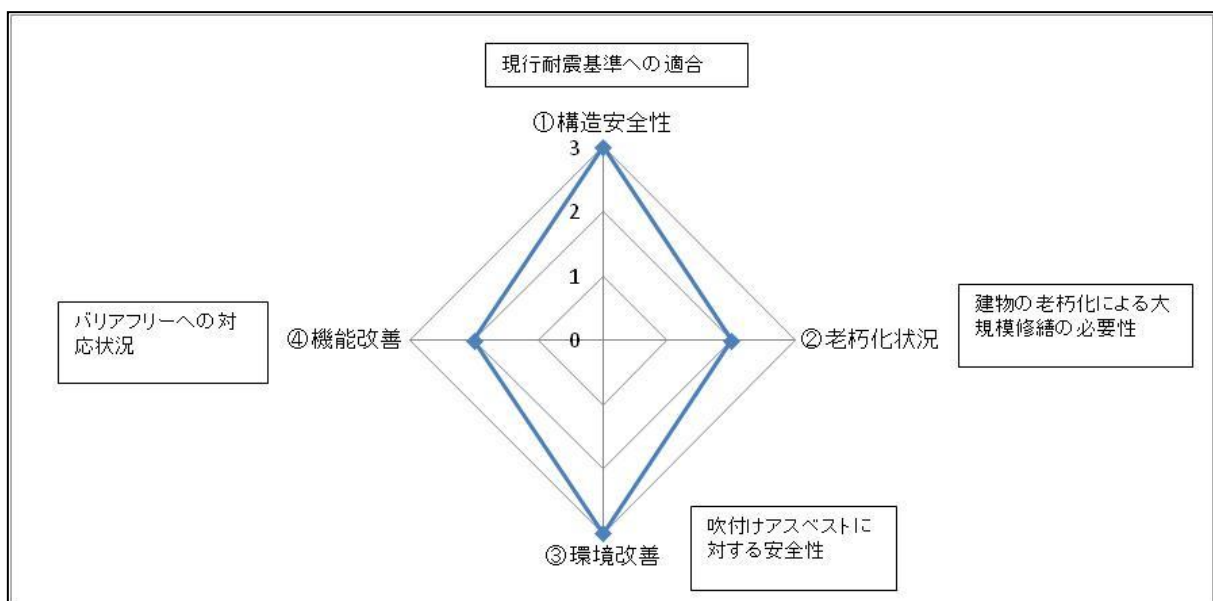 現行耐震基準への適合
①構造安全性
3
2
1
0
バリアフリーへの対
応状況
④機能改善
②老朽化状況
建物の老朽化による大
規模修繕の必要性
吹付けアスベストに
対する安全性
③環境改善